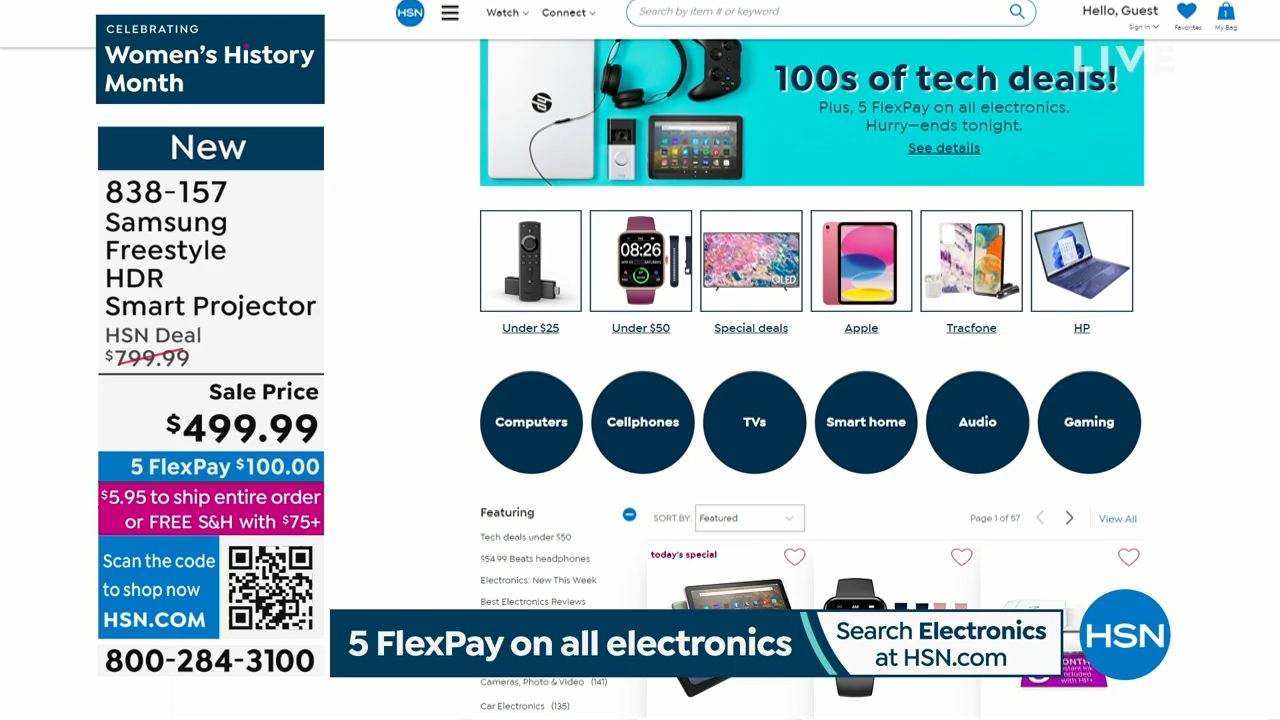 CELEBRATING
Women's History
Month
New
838-157
Samsung
Freestyle
HDR
Smart Projector
HSN Deal
$799.99
Sale Price
$499.99
5 FlexPay $100.00
$5.95 to ship entire order
or FREE S&H with $75+
Scan the code
to shop now
HSN.COM
800-284-3100
HSN
Watch
Connect
Search by item # or keyword
Hello, Guest
Sign In
Favorites
1
My Bag
LIVE
100s of tech deals!
Plus, 5 FlexPay on all electronics.
Hurry—ends tonight.
See details
08:26
QLED
Under $25
Under $50
Special deals
Apple
Tracfone
HP
Computers
Cellphones
TVs
Smart home
Audio
Gaming
Featuring
Tech deals under $50
$54.99 Beats headphones
Electronics: New This Week
Best Electronics Reviews
SORT BY:
Featured
Page 1 of 57
View All
today's special
5 FlexPay on all electronics
Search Electronics
at HSN.com
HSN
Cameras, Photo & Video (141)
Car Electronics (135)